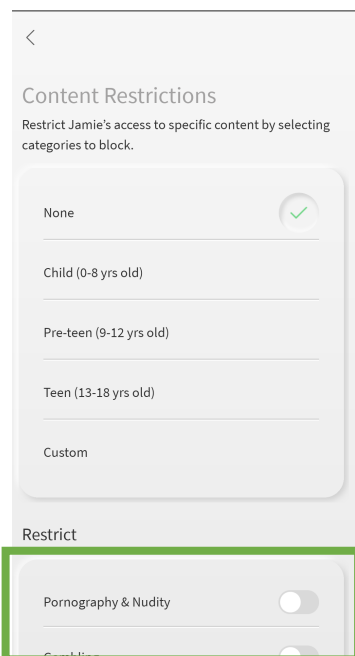 Content Restrictions
Restrict Jamie’s access to specific content by selecting
categories to block.
None
Child (0-8 yrs old)
Pre-teen (9-12 yrs old)
Teen (13-18 yrs old)
Custom
Restrict
Pornography & Nudity
Gambling